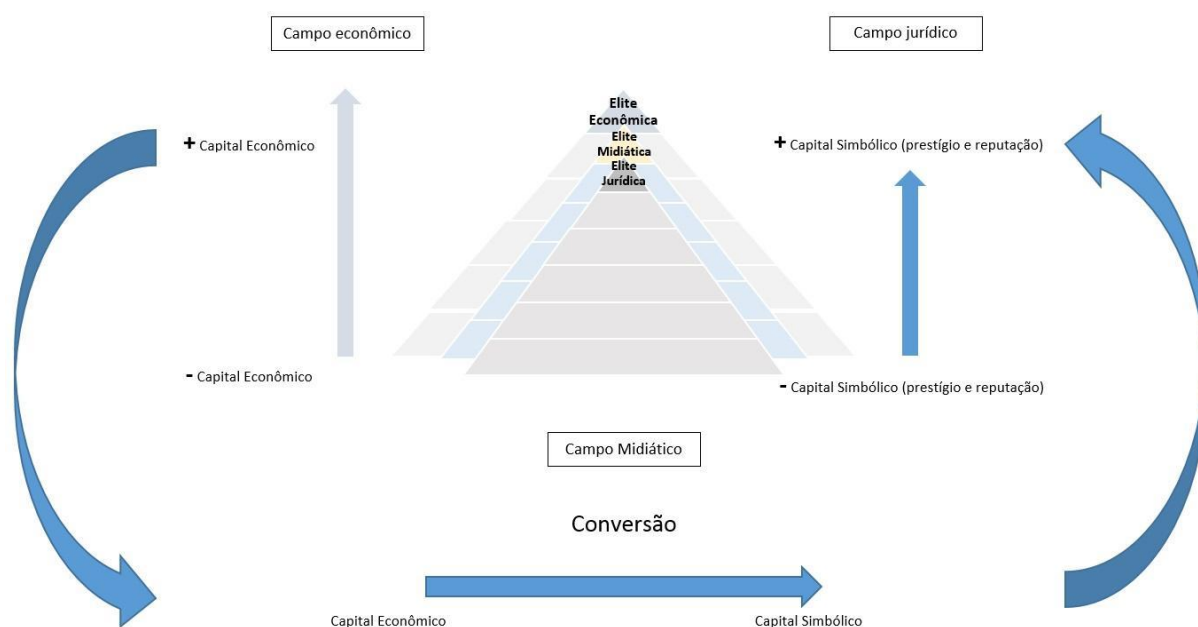 Campo econômico
Campo jurídico
Elite
Econômica
Elite
Midiática
Elite
Jurídica
+ Capital Econômico
+ Capital Simbólico (prestígio e reputação)
- Capital Econômico
- Capital Simbólico (prestígio e reputação)
Campo Midiático
Conversão
Capital Econômico
Capital Simbólico